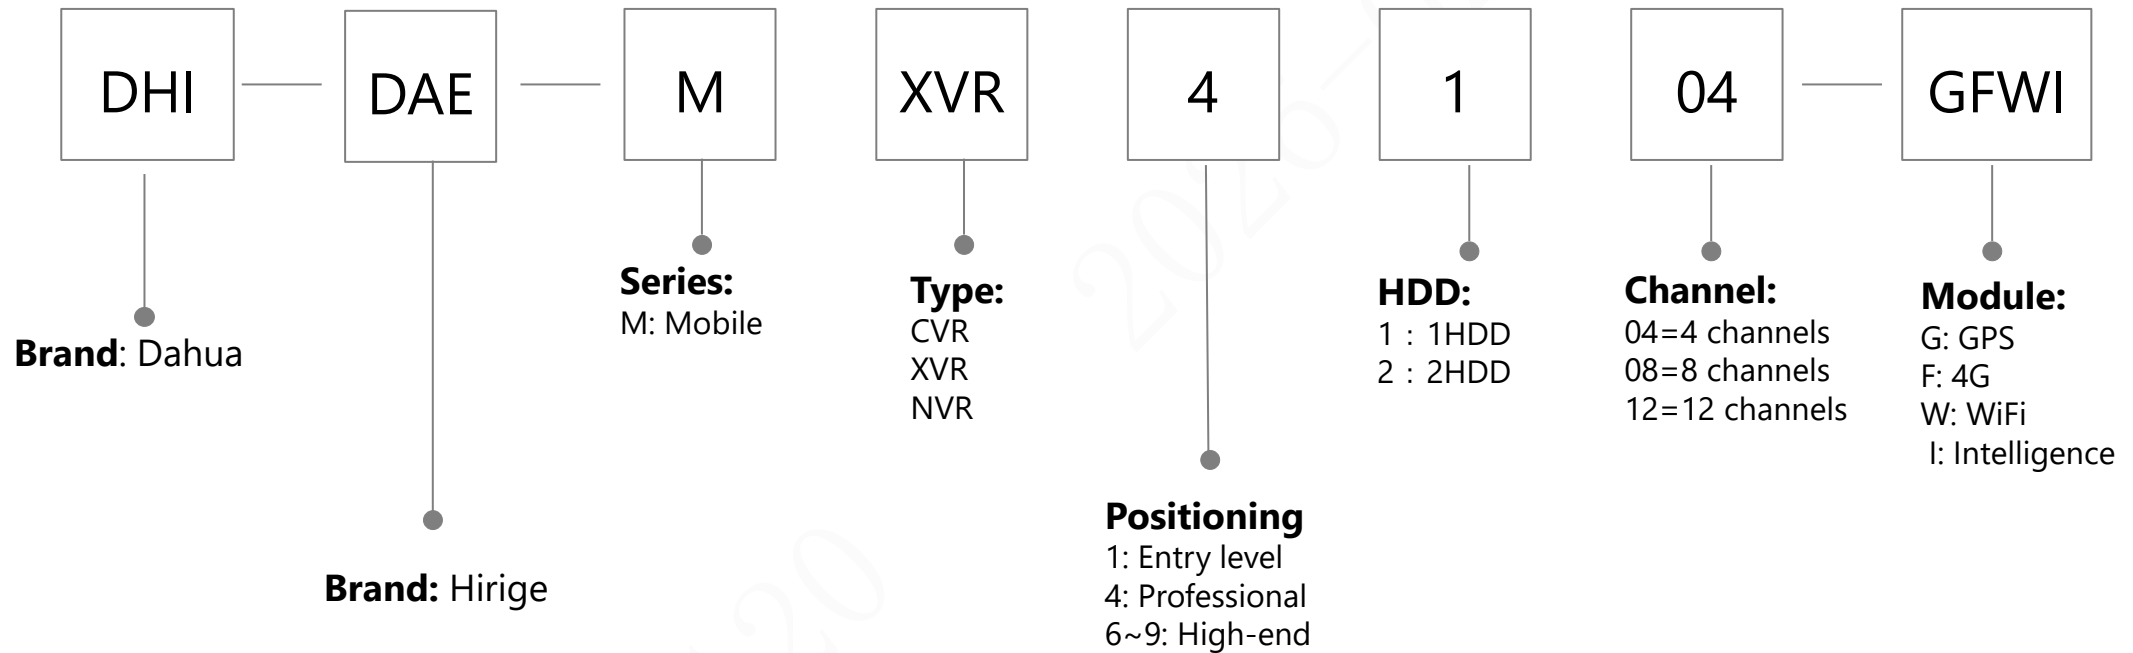 DHI
DAE
M
XVR
4
1
04
GFWI
Brand: Dahua
Brand: Hirige
Series:
M: Mobile
Type:
CVR
XVR
NVR
Positioning
1: Entry level
4: Professional
6~9: High-end
HDD:
1：1HDD
2：2HDD
Channel:
04=4 channels
08=8 channels
12=12 channels
Module:
G: GPS
F: 4G
W: WiFi
I: Intelligence